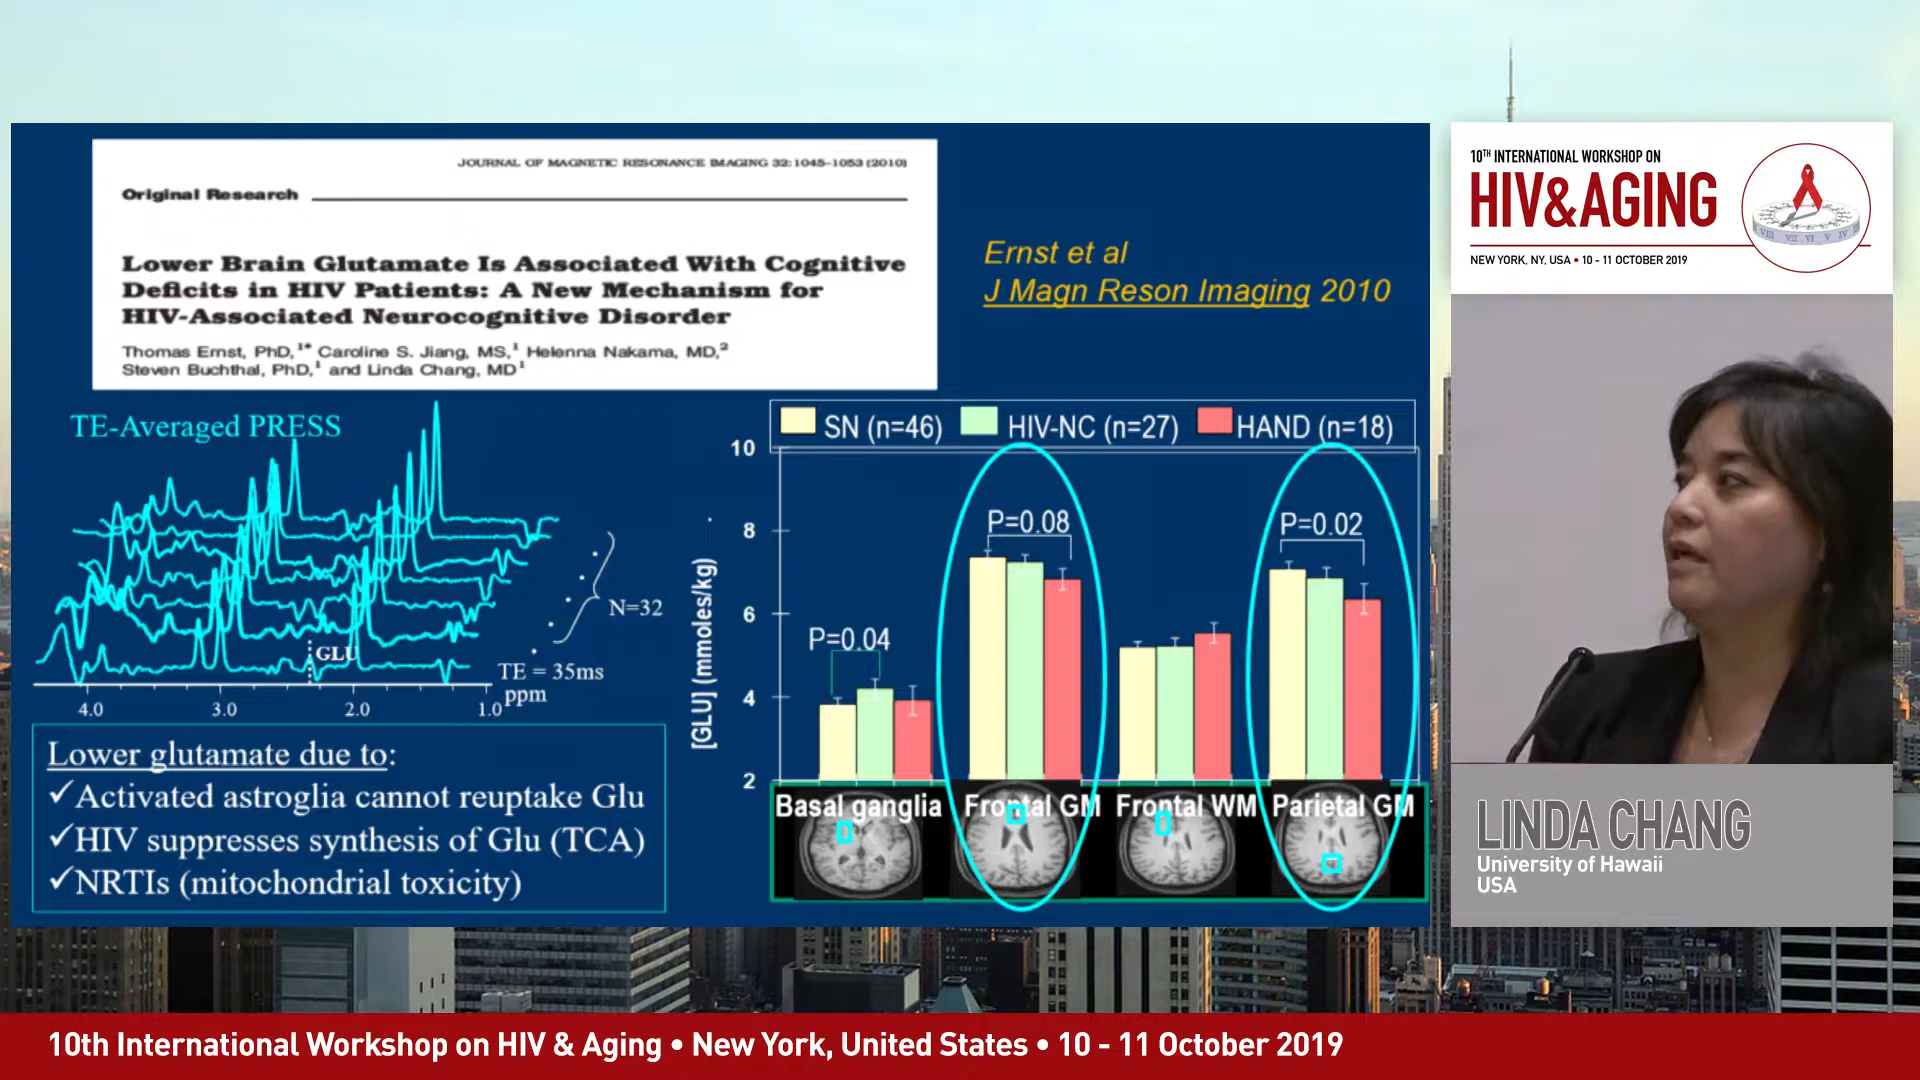 JOURNAL OF MAGNETIC RESONANCE IMAGING 32:1045–1053 (2010)
Original Research
Lower Brain Glutamate Is Associated With Cognitive
Deficits in HIV Patients: A New Mechanism for
HIV-Associated Neurocognitive Disorder
Thomas Ernst, PhD,1* Caroline S. Jiang, MS,1 Helenna Nakama, MD,2
Steven Buchthal, PhD,1 and Linda Chang, MD1
Ernst et al
J Magn Reson Imaging 2010
TE-Averaged PRESS
N=32
GLU
TE = 35ms
ppm
4.0 3.0 2.0 1.0
Lower glutamate due to:
✓Activated astroglia cannot reuptake Glu
✓HIV suppresses synthesis of Glu (TCA)
✓NRTIs (mitochondrial toxicity)
SN (n=46) HIV-NC (n=27) HAND (n=18)
[GLU] (mmoles/kg)
10
8
6
4
2
P=0.04
P=0.08
P=0.02
Basal ganglia Frontal GM Frontal WM Parietal GM
10TH INTERNATIONAL WORKSHOP ON
HIV&AGING
NEW YORK, NY, USA • 10 - 11 OCTOBER 2019
VIII VII VI V IV
LINDA CHANG
University of Hawaii
USA
10th International Workshop on HIV & Aging • New York, United States • 10 - 11 October 2019